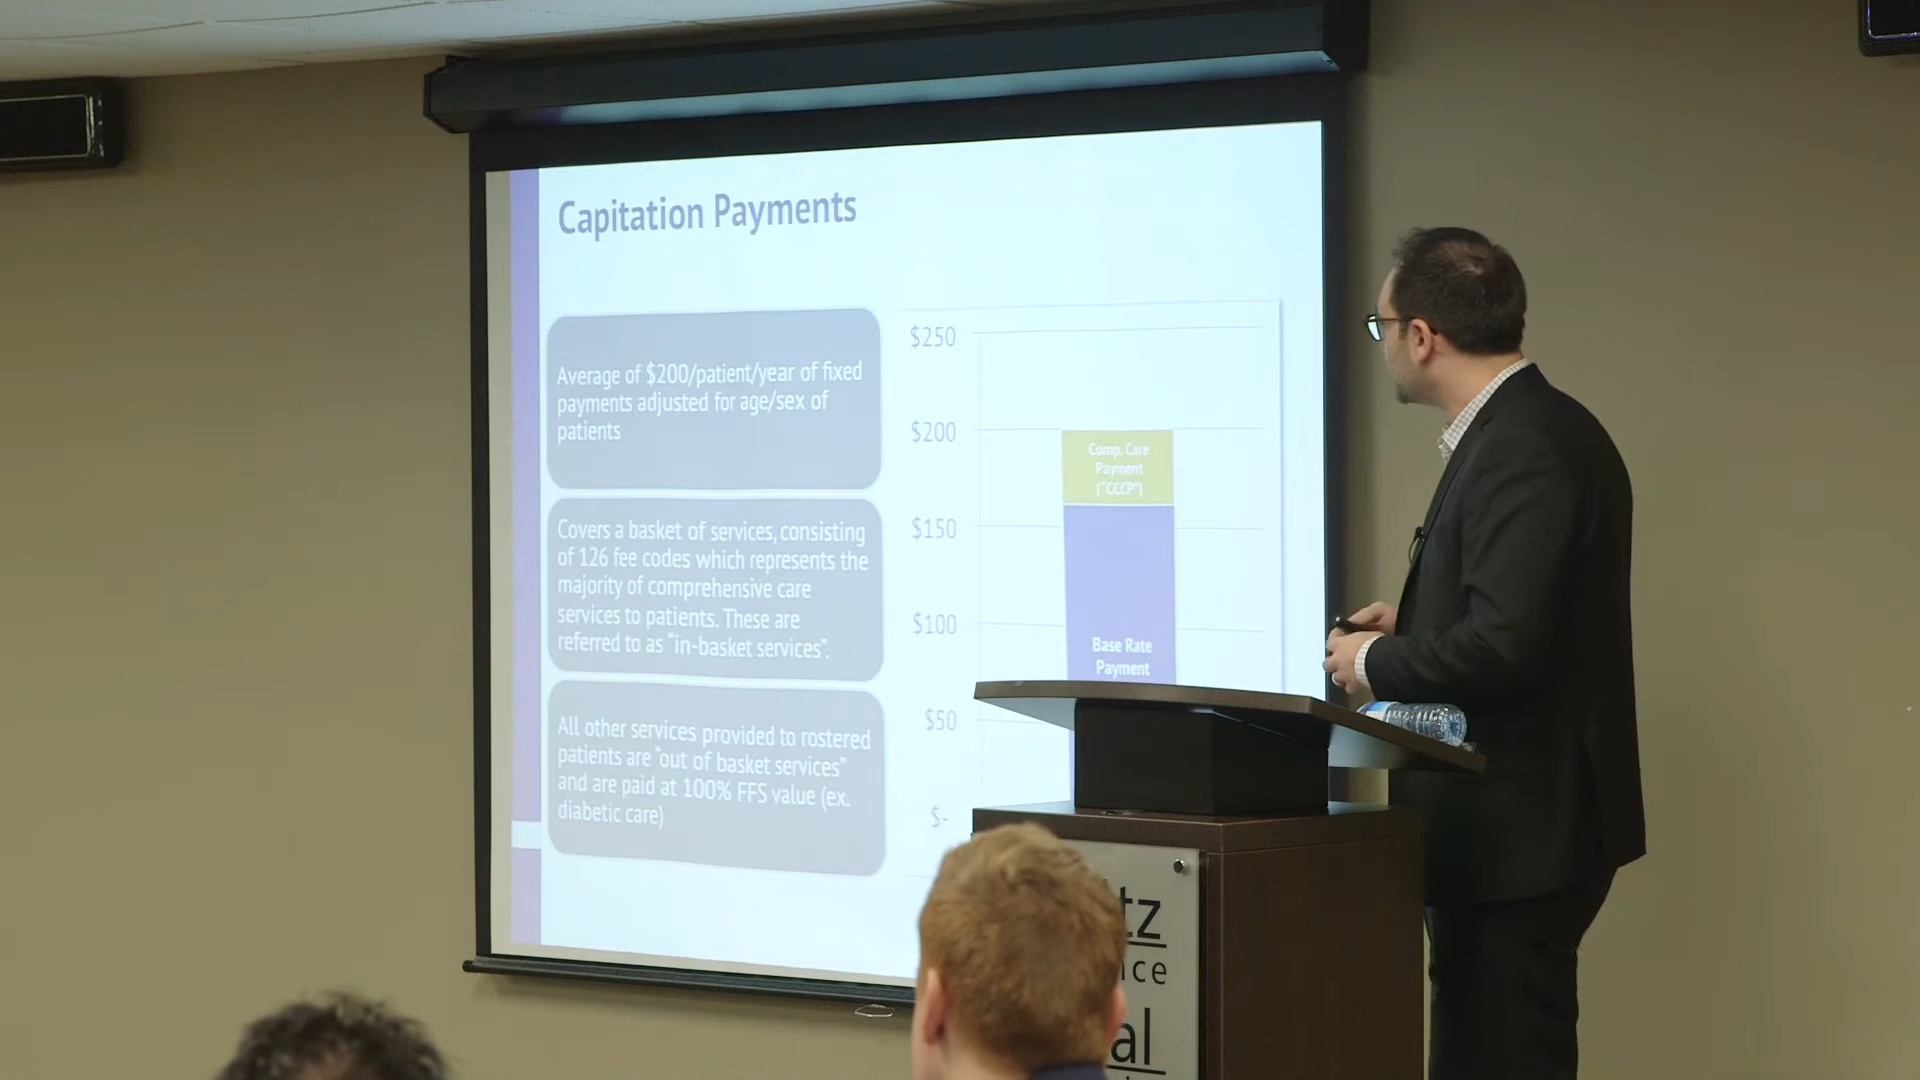 Capitation Payments
Average of $200/patient/year of fixed
payments adjusted for age/sex of
patients
Covers a basket of services, consisting
of 126 fee codes which represents the
majority of comprehensive care
services to patients. These are
referred to as "in-basket services".
All other services provided to rostered
patients are "out of basket services"
and are paid at 100% FFS value (ex.
diabetic care)
$250
$200
$150
$100
$50
$-
Comp. Care
Payment
("CCCP")
Base Rate
Payment
tz
nce
al